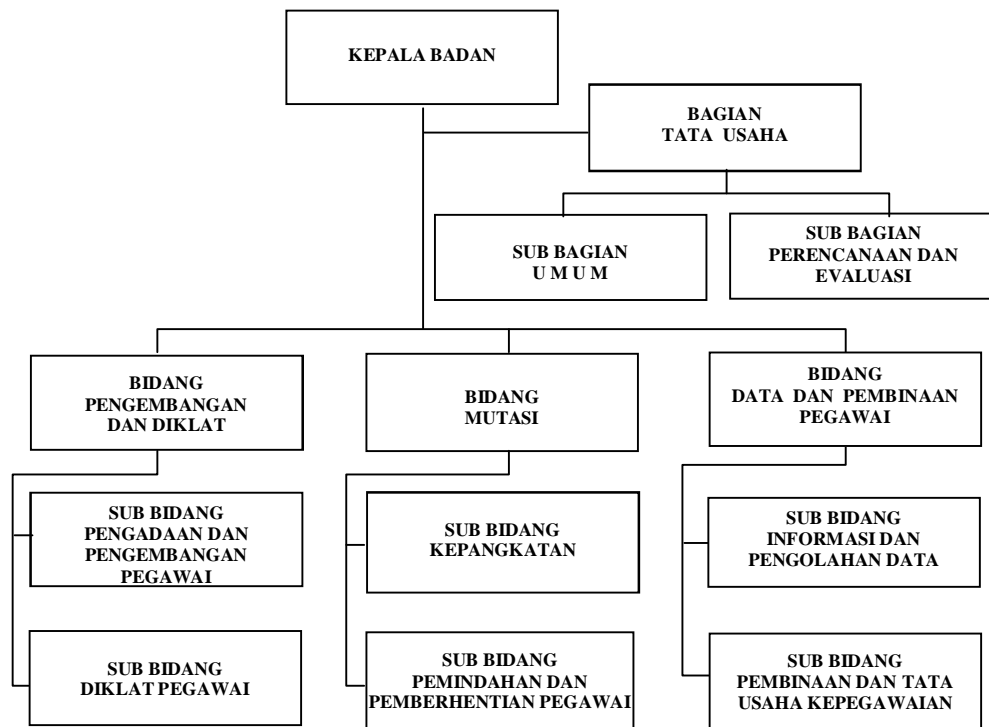 KEPALA BADAN
BAGIAN
TATA USAHA
SUB BAGIAN
U M U M
SUB BAGIAN
PERENCANAAN DAN
EVALUASI
BIDANG
PENGEMBANGAN
DAN DIKLAT
BIDANG
MUTASI
BIDANG
DATA DAN PEMBINAAN
PEGAWAI
SUB BIDANG
PENGADAAN DAN
PENGEMBANGAN
PEGAWAI
SUB BIDANG
KEPANGKATAN
SUB BIDANG
INFORMASI DAN
PENGOLAHAN DATA
SUB BIDANG
DIKLAT PEGAWAI
SUB BIDANG
PEMINDAHAN DAN
PEMBERHENTIAN PEGAWAI
SUB BIDANG
PEMBINAAN DAN TATA
USAHA KEPEGAWAIAN